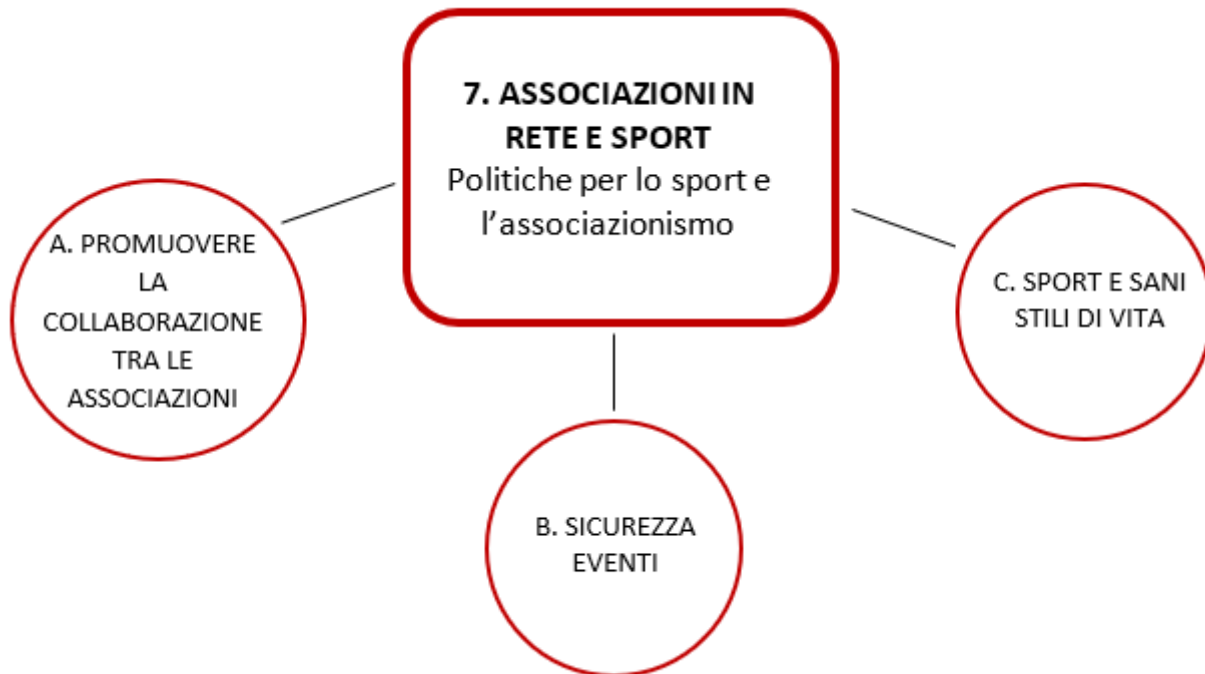 7. ASSOCIAZIONI IN
RETE E SPORT
Politiche per lo sport e
l'associazionismo
A. PROMUOVERE
LA
COLLABORAZIONE
TRA LE
ASSOCIAZIONI
B. SICUREZZA
EVENTI
C. SPORT E SANI
STILI DI VITA